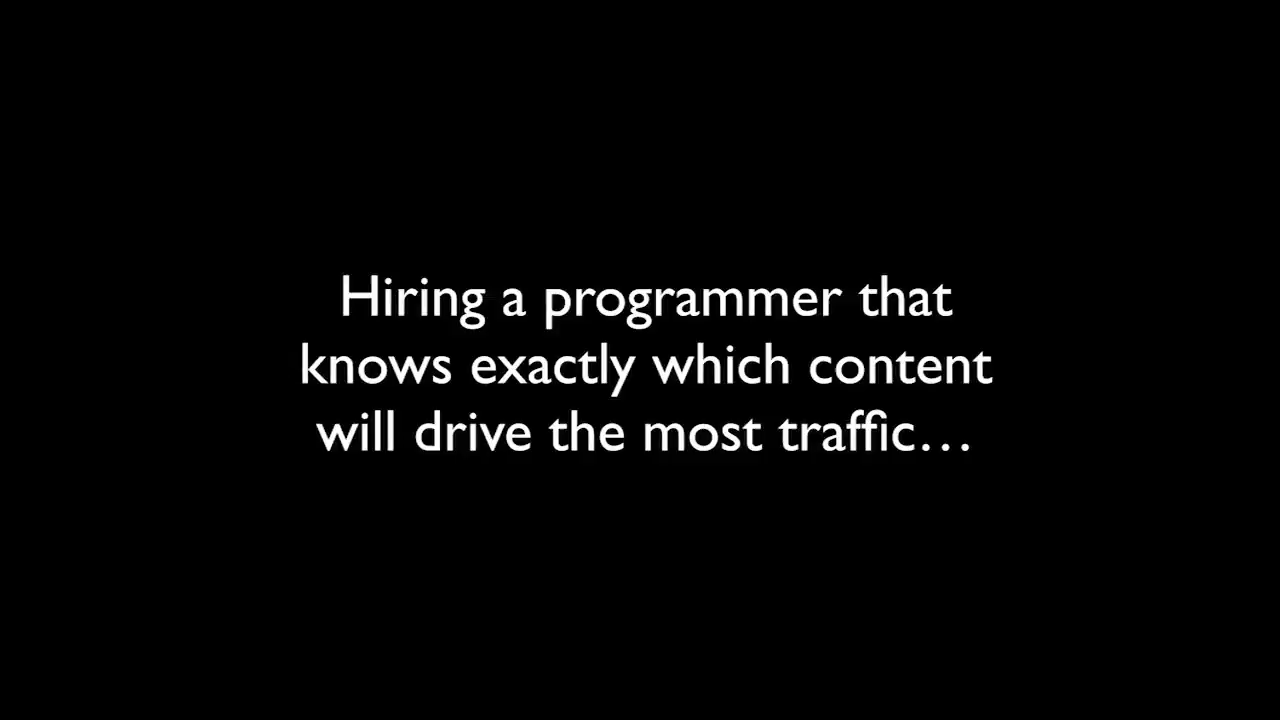 Hiring a programmer that
knows exactly which content
will drive the most traffic…